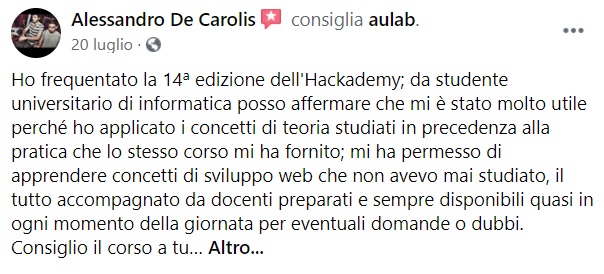 Alessandro De Carolis consiglia aulab.
20 luglio ·
Ho frequentato la 14ª edizione dell'Hackademy; da studente
universitario di informatica posso affermare che mi è stato molto utile
perché ho applicato i concetti di teoria studiati in precedenza alla
pratica che lo stesso corso mi ha fornito; mi ha permesso di
apprendere concetti di sviluppo web che non avevo mai studiato, il
tutto accompagnato da docenti preparati e sempre disponibili quasi in
ogni momento della giornata per eventuali domande o dubbi.
Consiglio il corso a tu... Altro...